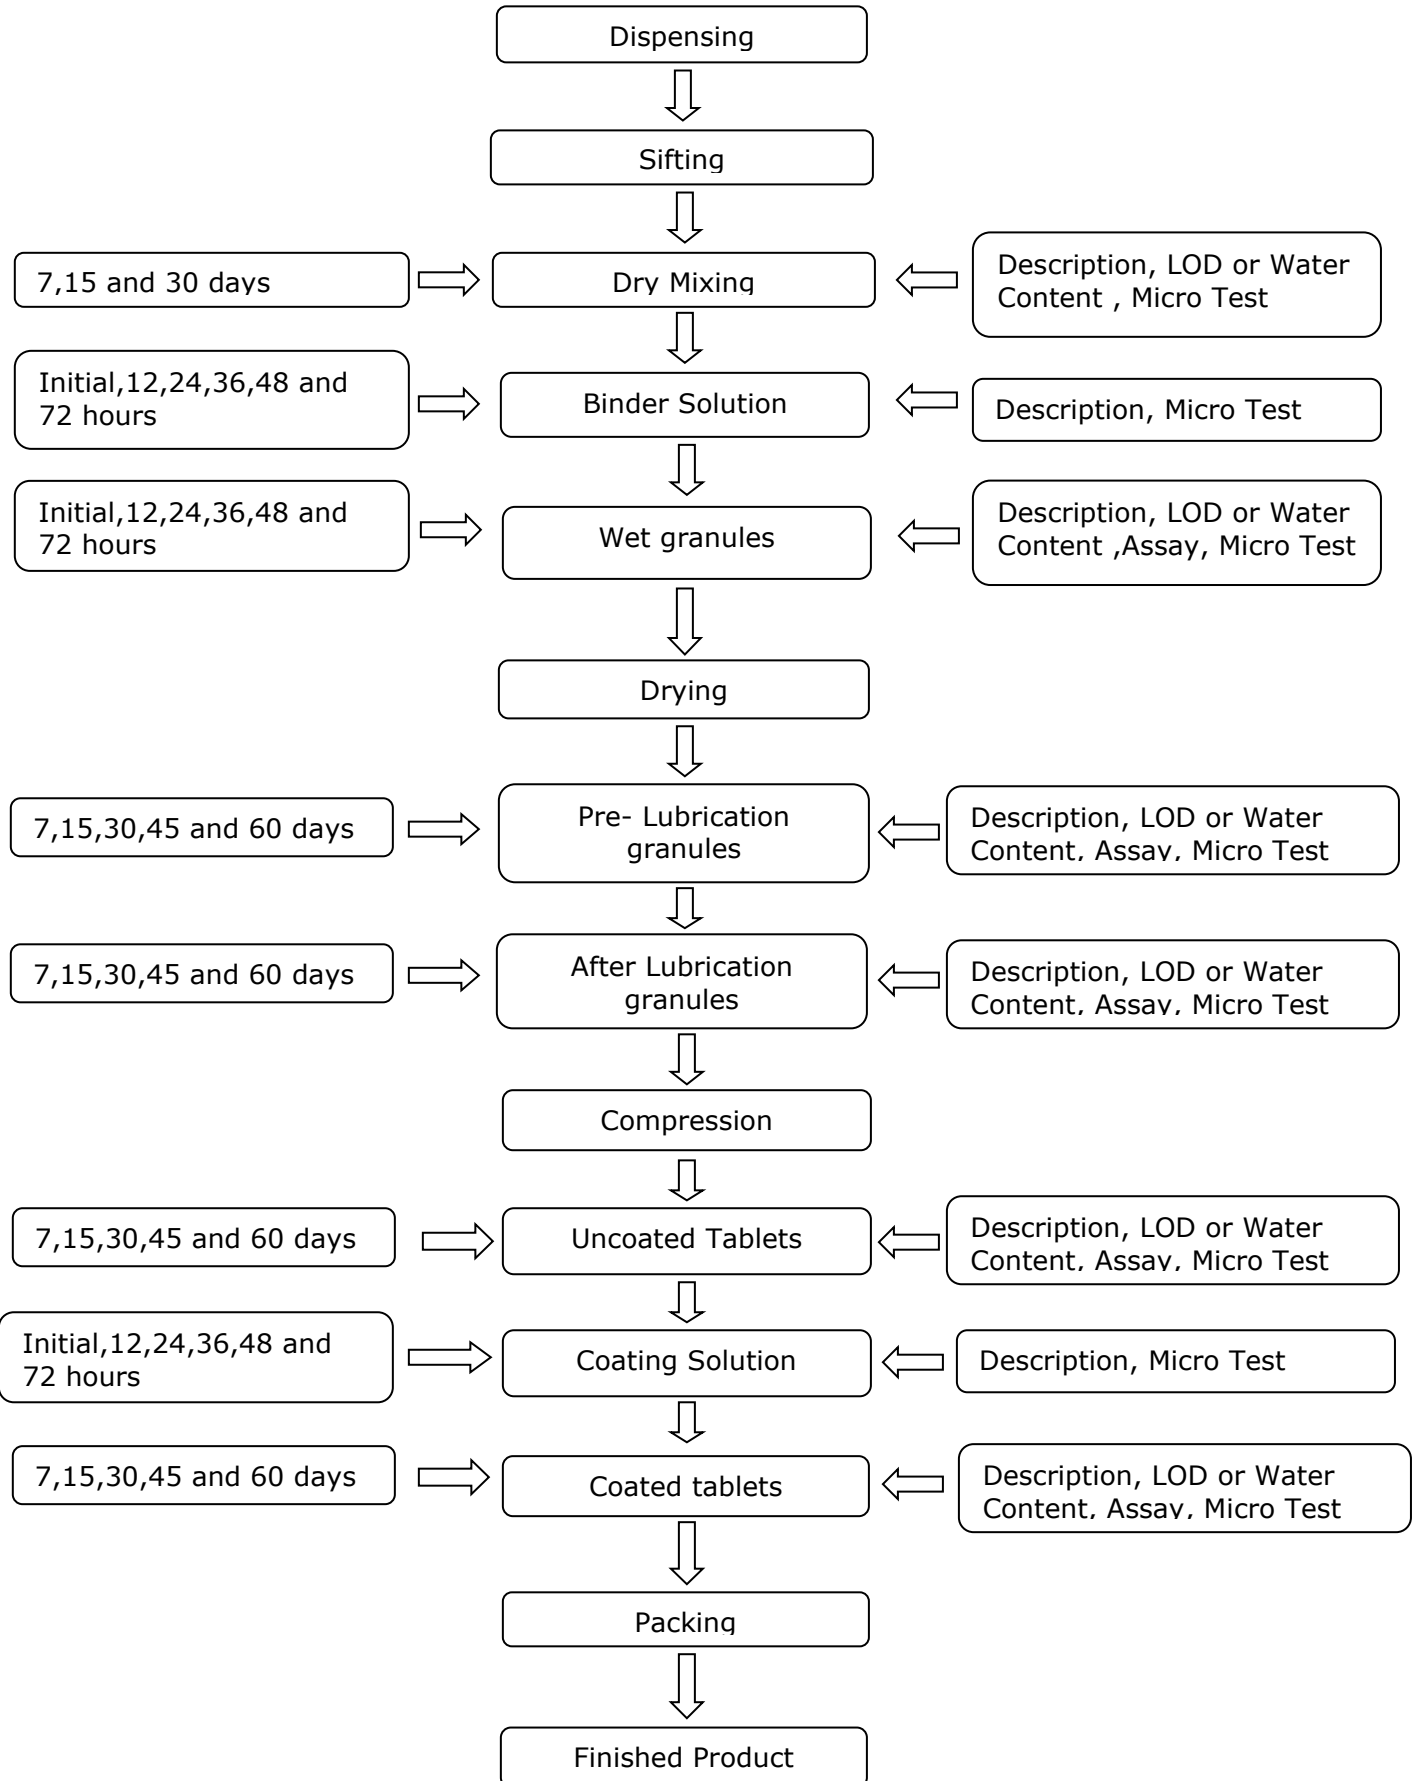 Dispensing
Sifting
7,15 and 30 days
Dry Mixing
Description, LOD or Water
Content , Micro Test
Initial,12,24,36,48 and
72 hours
Binder Solution
Description, Micro Test
Initial,12,24,36,48 and
72 hours
Wet granules
Description, LOD or Water
Content ,Assay, Micro Test
Drying
7,15,30,45 and 60 days
Pre- Lubrication
granules
Description, LOD or Water
Content, Assay, Micro Test
7,15,30,45 and 60 days
After Lubrication
granules
Description, LOD or Water
Content, Assay, Micro Test
Compression
7,15,30,45 and 60 days
Uncoated Tablets
Description, LOD or Water
Content, Assay, Micro Test
Initial,12,24,36,48 and
72 hours
Coating Solution
Description, Micro Test
7,15,30,45 and 60 days
Coated tablets
Description, LOD or Water
Content, Assay, Micro Test
Packing
Finished Product